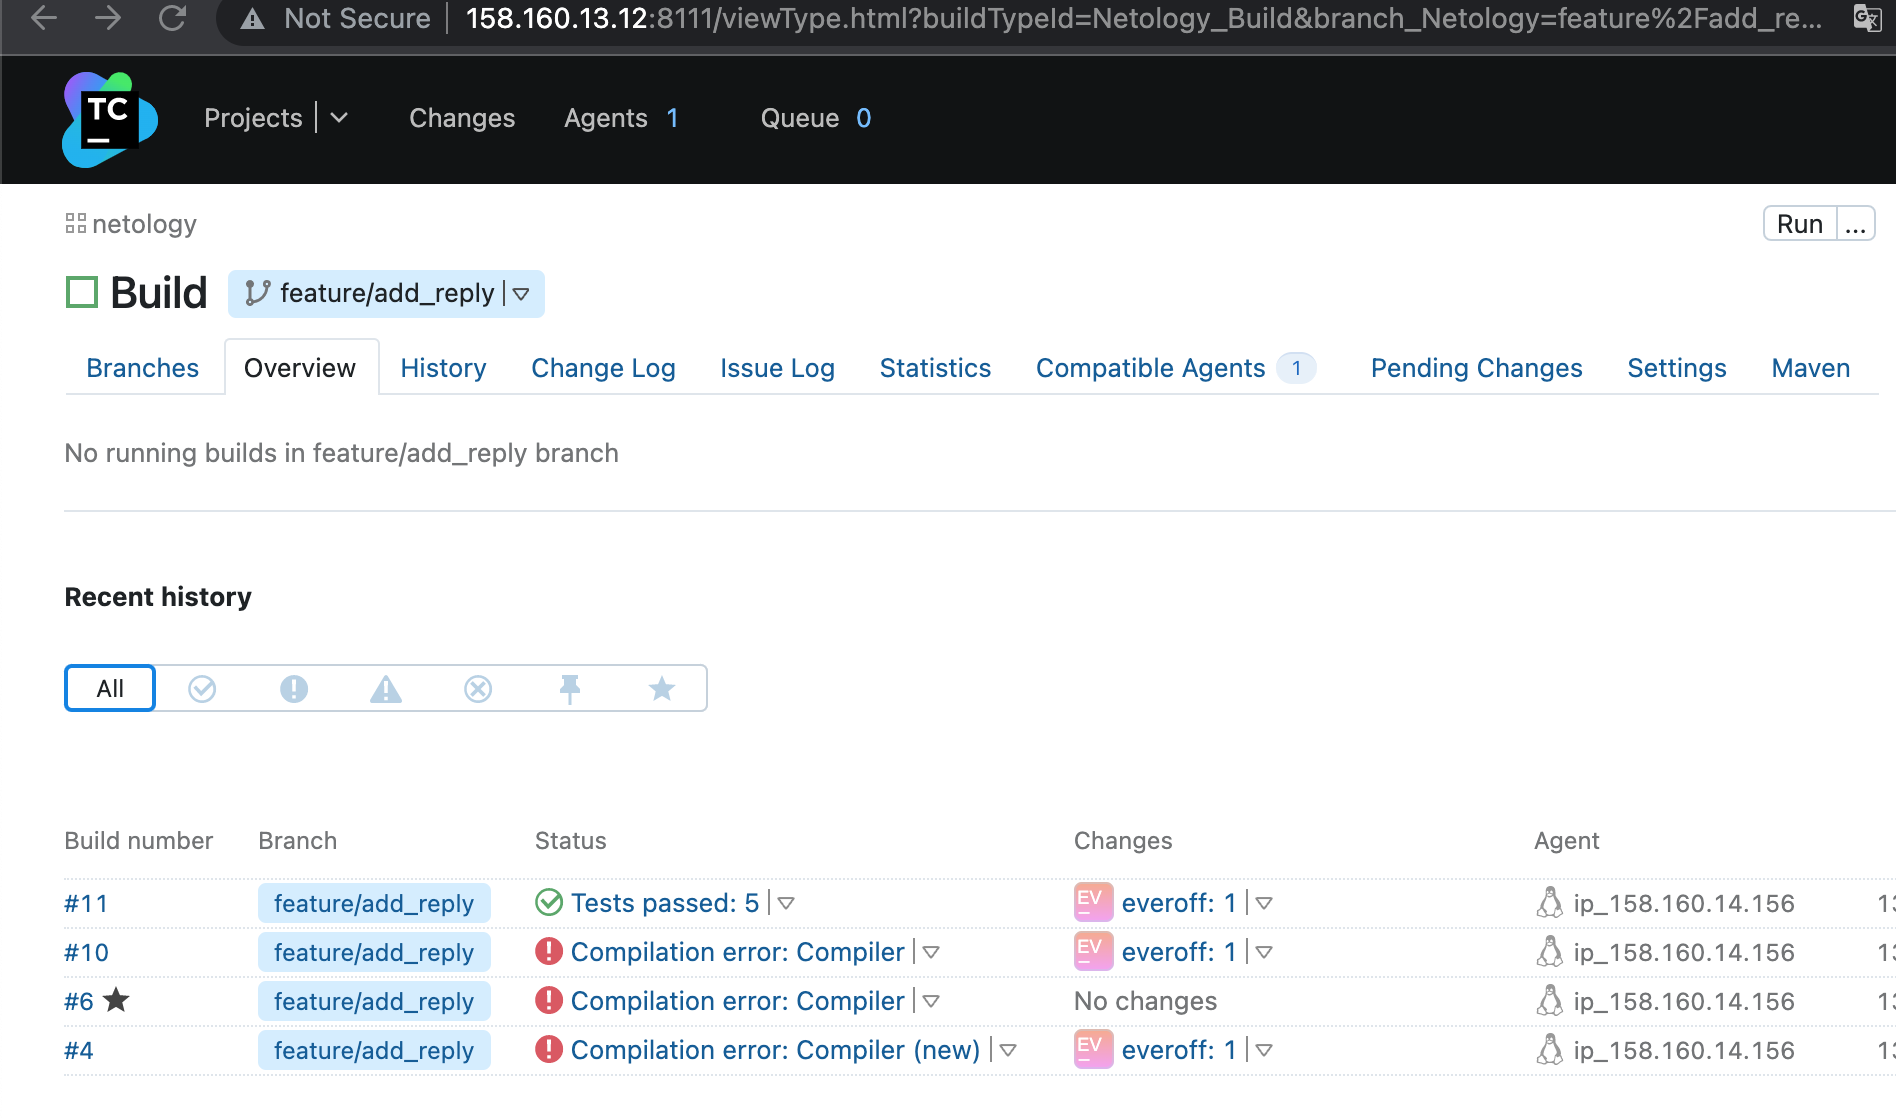 Not Secure 158.160.13.12:8111/viewType.html?buildTypeId=Netology_Build&branch_Netology=feature%2Fadd_re...
TC Projects Changes Agents 1 Queue 0
netology Run ...
Build feature/add_reply
Branches Overview History Change Log Issue Log Statistics Compatible Agents 1 Pending Changes Settings Maven
No running builds in feature/add_reply branch
Recent history
All
Build number Branch Status Changes Agent
#11 feature/add_reply Tests passed: 5 EV everoff: 1 ip_158.160.14.156
#10 feature/add_reply Compilation error: Compiler EV everoff: 1 ip_158.160.14.156
#6 feature/add_reply Compilation error: Compiler No changes ip_158.160.14.156
#4 feature/add_reply Compilation error: Compiler (new) EV everoff: 1 ip_158.160.14.156